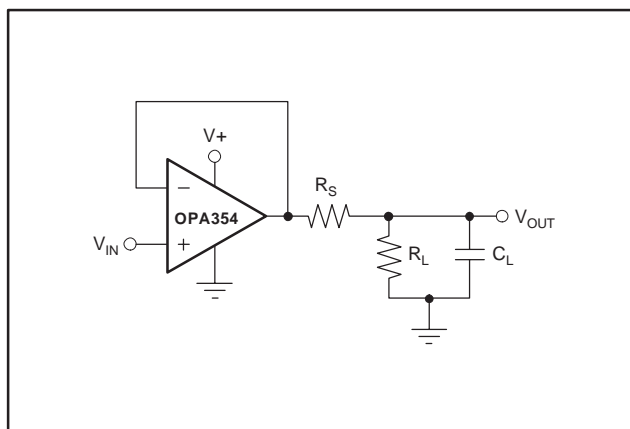 V+
R_S
−
OPA354
V_OUT
V_IN
+
R_L
C_L